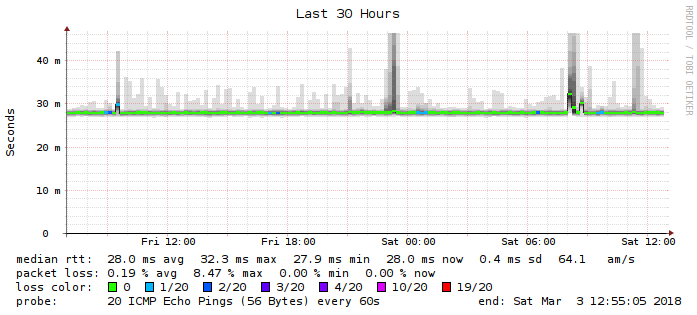 Last 30 Hours
RRDTOOL / TOBI OETIKER
Seconds
40 m
30 m
20 m
10 m
0
Fri 12:00 Fri 18:00 Sat 00:00 Sat 06:00 Sat 12:00
median rtt: 28.0 ms avg 32.3 ms max 27.9 ms min 28.0 ms now 0.4 ms sd 64.1 am/s
packet loss: 0.19 % avg 8.47 % max 0.00 % min 0.00 % now
loss color: 0 1/20 2/20 3/20 4/20 10/20 19/20
probe: 20 ICMP Echo Pings (56 Bytes) every 60s end: Sat Mar 3 12:55:05 2018